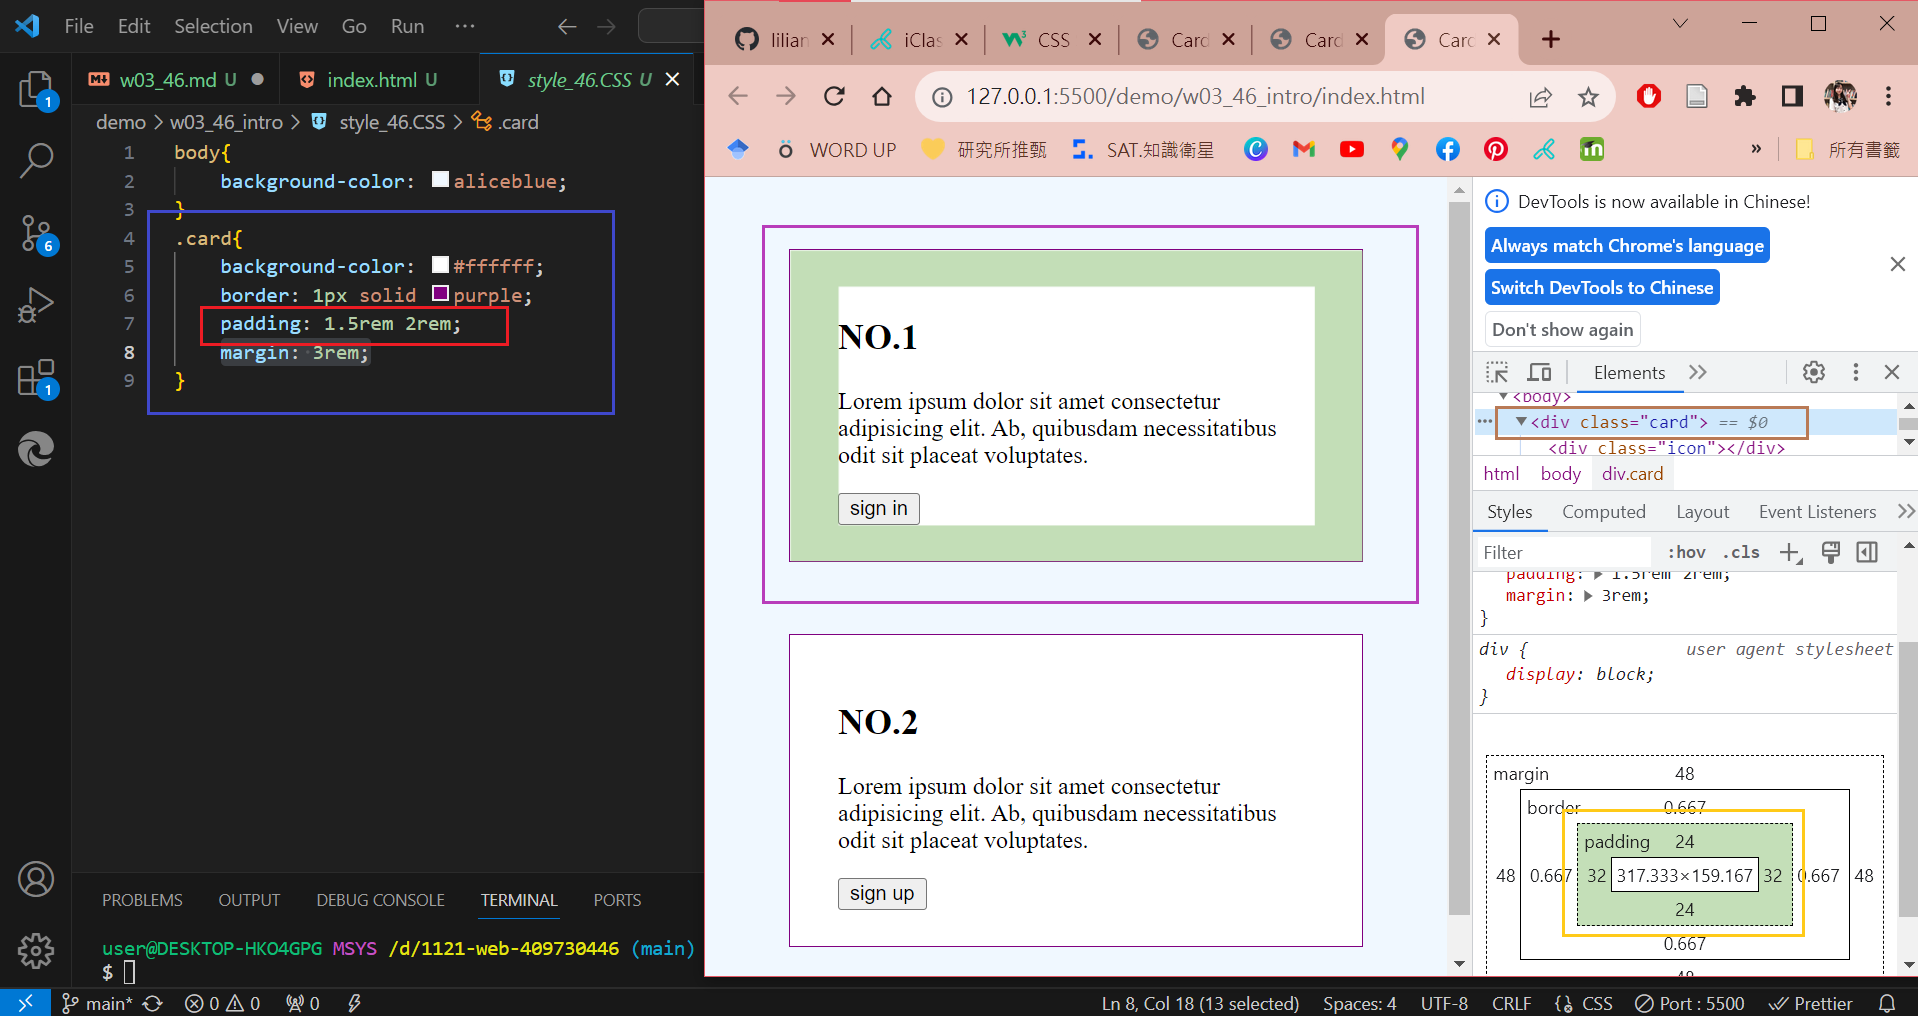 File Edit Selection View Go Run ···
w03_46.md U
index.html U
style_46.CSS U
demo > w03_46_intro > style_46.CSS > .card
1 body{
2 background-color: aliceblue;
3 }
4 .card{
5 background-color: #ffffff;
6 border: 1px solid purple;
7 padding: 1.5rem 2rem;
8 margin: 3rem;
9 }
1
6
1
PROBLEMS OUTPUT DEBUG CONSOLE TERMINAL PORTS
user@DESKTOP-HKO4GPG MSYS /d/1121-web-409730446 (main)
$
main* 0 0 0
Ln 8, Col 18 (13 selected) Spaces: 4 UTF-8 CRLF CSS Port : 5500 Prettier
lilian iClas CSS Card Card Card
127.0.0.1:5500/demo/w03_46_intro/index.html
WORD UP 研究所推甄 SAT.知識衛星 » 所有書籤
NO.1
Lorem ipsum dolor sit amet consectetur
adipisicing elit. Ab, quibusdam necessitatibus
odit sit placeat voluptates.
sign in
NO.2
Lorem ipsum dolor sit amet consectetur
adipisicing elit. Ab, quibusdam necessitatibus
odit sit placeat voluptates.
sign up
DevTools is now available in Chinese!
Always match Chrome's language
Switch DevTools to Chinese
Don't show again
Elements
<body>
<div class="card"> == $0
<div class="icon"></div>
html body div.card
Styles Computed Layout Event Listeners
Filter :hov .cls
padding: 1.5rem 2rem;
margin: 3rem;
}
div { user agent stylesheet
display: block;
}
margin 48
border 0.667
padding 24
48 0.667 32 317.333×159.167 32 0.667 48
24
0.667
48